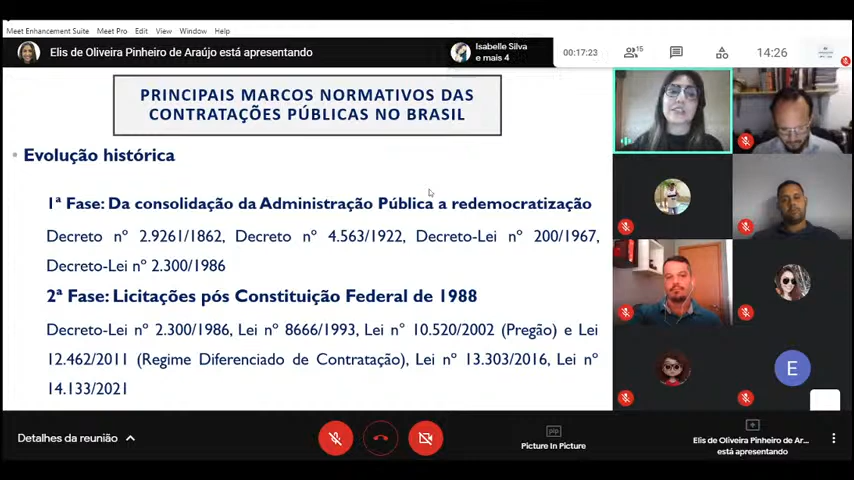 Meet Enhancement Suite Meet Pro Edit View Window Help
Elis de Oliveira Pinheiro de Araújo está apresentando
Isabelle Silva
e mais 4
00:17:23
15
14:26
PRINCIPAIS MARCOS NORMATIVOS DAS
CONTRATAÇÕES PÚBLICAS NO BRASIL
• Evolução histórica
1ª Fase: Da consolidação da Administração Pública a redemocratização
Decreto nº 2.9261/1862, Decreto nº 4.563/1922, Decreto-Lei nº 200/1967,
Decreto-Lei nº 2.300/1986
2ª Fase: Licitações pós Constituição Federal de 1988
Decreto-Lei nº 2.300/1986, Lei nº 8666/1993, Lei n° 10.520/2002 (Pregão) e Lei
12.462/2011 (Regime Diferenciado de Contratação), Lei nº 13.303/2016, Lei nº
14.133/2021
E
Detalhes da reunião
pip
Picture In Picture
Elis de Oliveira Pinheiro de Ar...
está apresentando